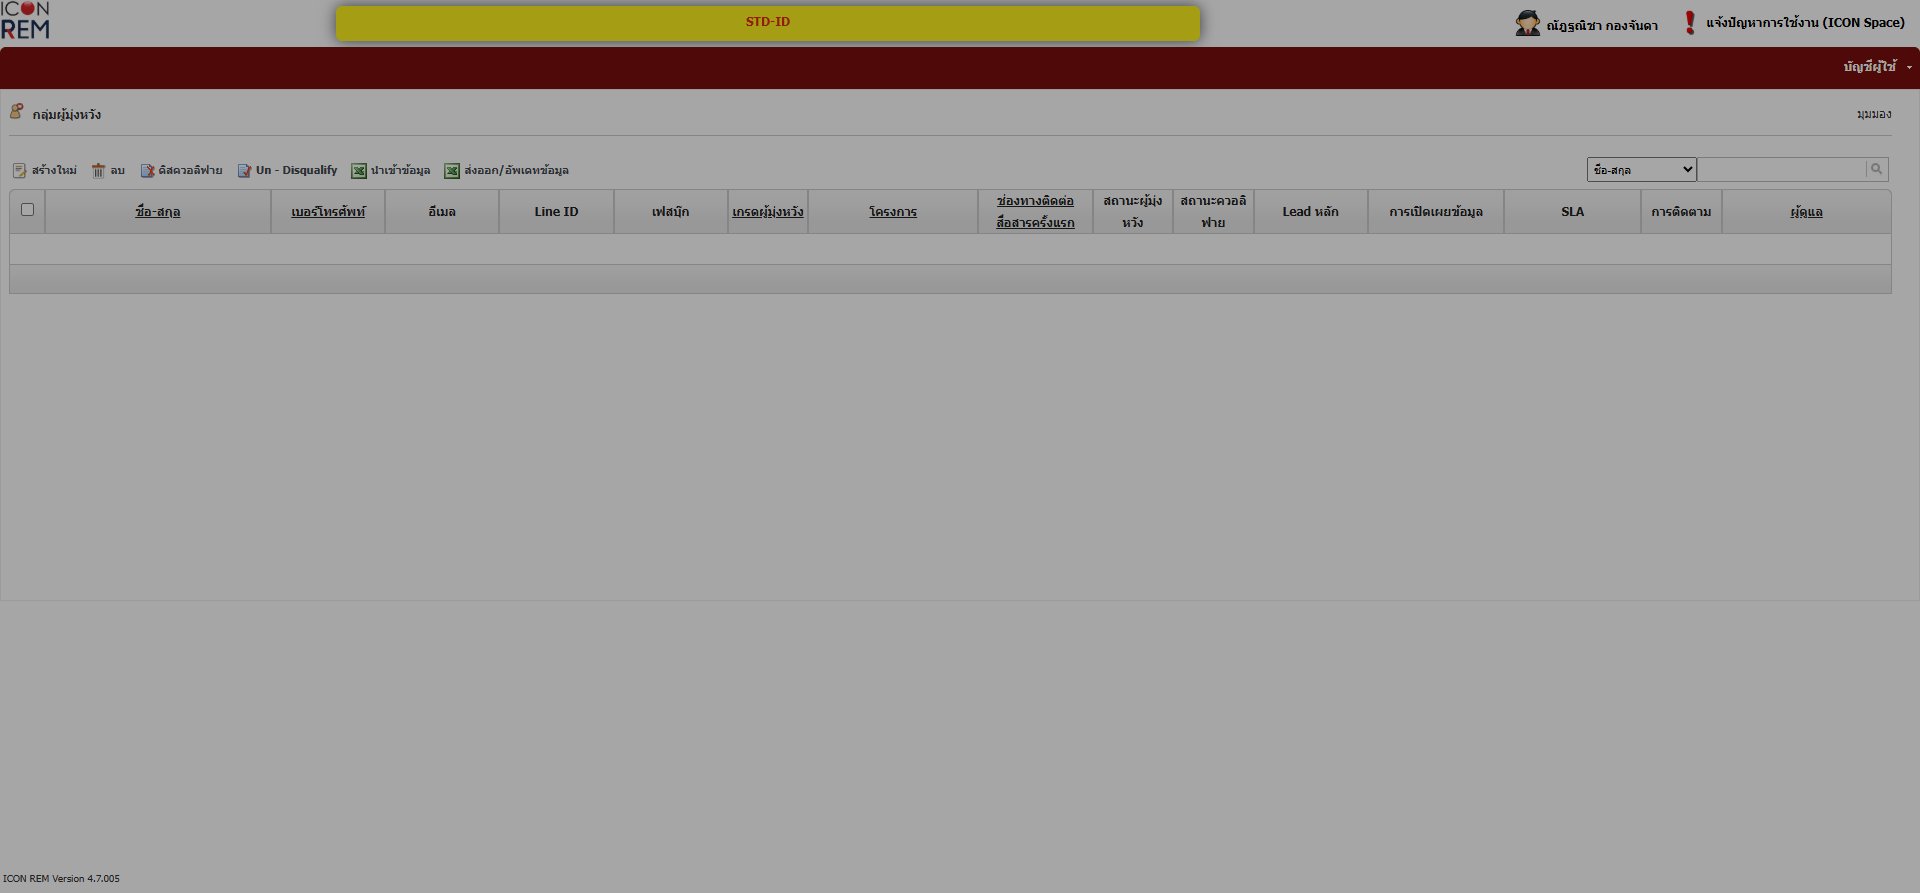 ICON
REM
STD-ID
ณัฏฐณิชา กองจันดา
แจ้งปัญหาการใช้งาน (ICON Space)
บัญชีผู้ใช้
กลุ่มผู้มุ่งหวัง
มุมมอง
สร้างใหม่ ลบ ดิสควอลิฟาย Un - Disqualify นำเข้าข้อมูล ส่งออก/อัพเดทข้อมูล
ชื่อ-สกุล
ชื่อ-สกุล
เบอร์โทรศัพท์
อีเมล
Line ID
เฟสบุ๊ก
เกรดผู้มุ่งหวัง
โครงการ
ช่องทางติดต่อ
สื่อสารครั้งแรก
สถานะผู้มุ่ง
หวัง
สถานะควอลิ
ฟาย
Lead หลัก
การเปิดเผยข้อมูล
SLA
การติดตาม
ผู้ดูแล
ICON REM Version 4.7.005